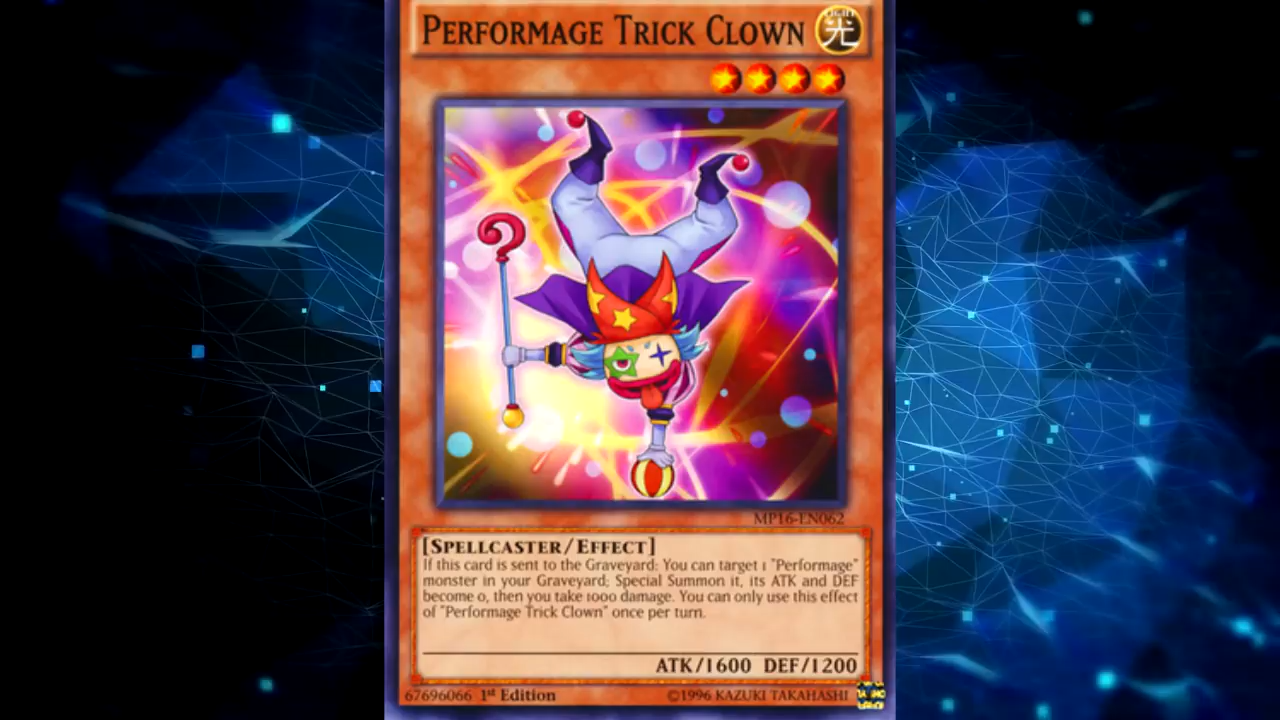 PERFORMAGE TRICK CLOWN
LIGHT
光
MP16-EN062
[SPELLCASTER/EFFECT]
If this card is sent to the Graveyard: You can target 1 "Performage"
monster in your Graveyard; Special Summon it, its ATK and DEF
become 0, then you take 1000 damage. You can only use this effect
of "Performage Trick Clown" once per turn.
ATK/1600 DEF/1200
67696066 1st Edition ©1996 KAZUKI TAKAHASHI